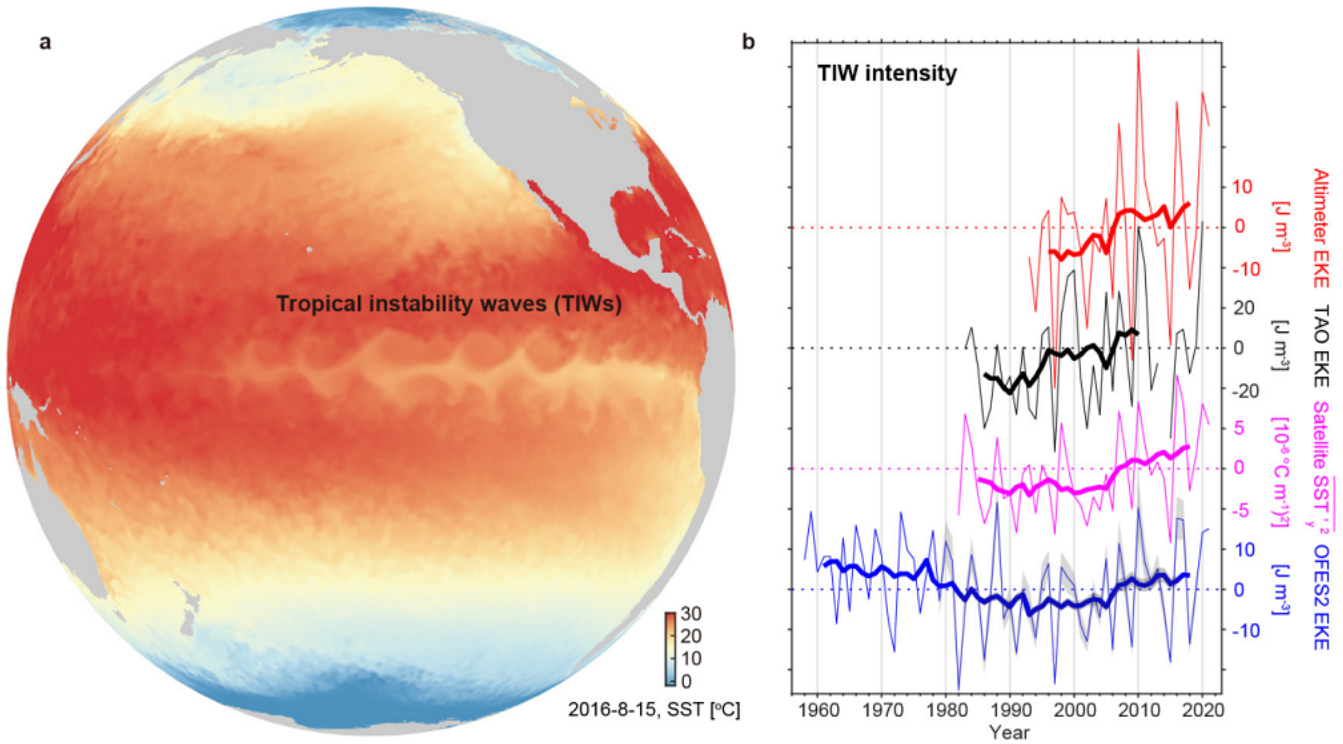 a
Tropical instability waves (TIWs)
30
20
10
0
2016-8-15, SST [°C]
b
TIW intensity
10
0
-10
20
0
-20
5
0
-5
10
0
-10
[J m⁻³]
[J m⁻³]
[10⁻⁶ (°C m⁻¹)²]
[J m⁻³]
Altimeter EKE
TAO EKE
Satellite SST'y²
OFES2 EKE
1960 1970 1980 1990 2000 2010 2020
Year